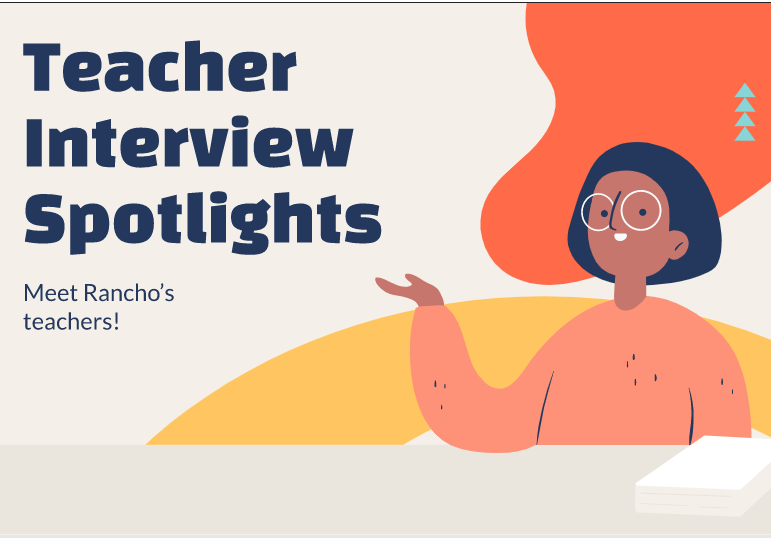 Teacher
Interview
Spotlights
Meet Rancho’s
teachers!